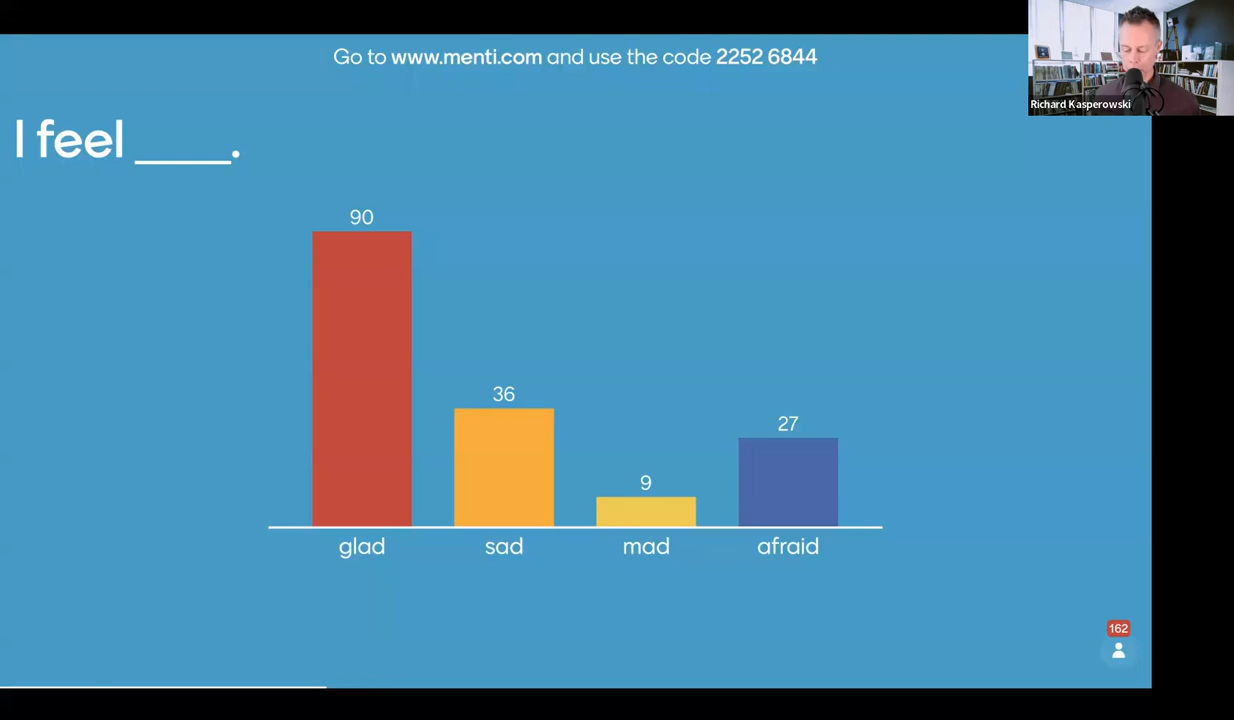 Go to www.menti.com and use the code 2252 6844
Richard Kasperowski
I feel ____.
90
36
9
27
glad
sad
mad
afraid
162